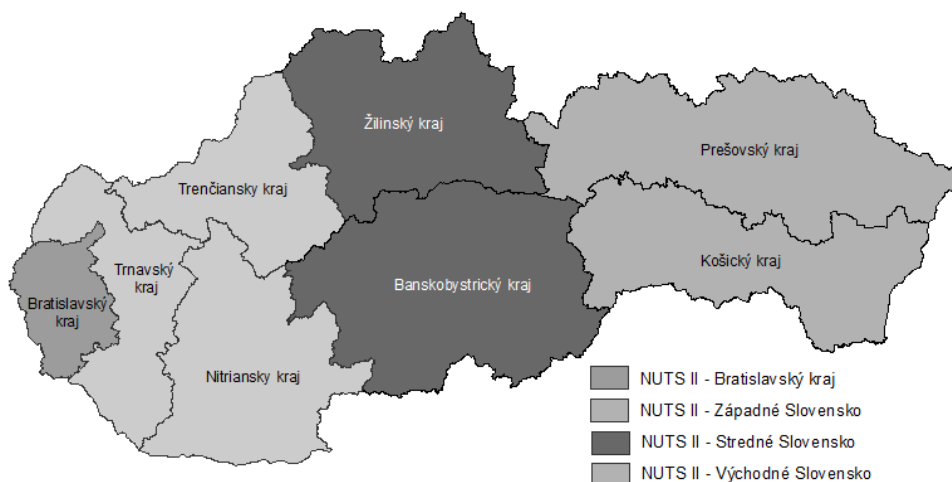 Žilinský kraj
Prešovský kraj
Trenčiansky kraj
Košický kraj
Trnavský
kraj
Banskobystrický kraj
Bratislavský
kraj
Nitriansky kraj
NUTS II - Bratislavský kraj
NUTS II - Západné Slovensko
NUTS II - Stredné Slovensko
NUTS II - Východné Slovensko